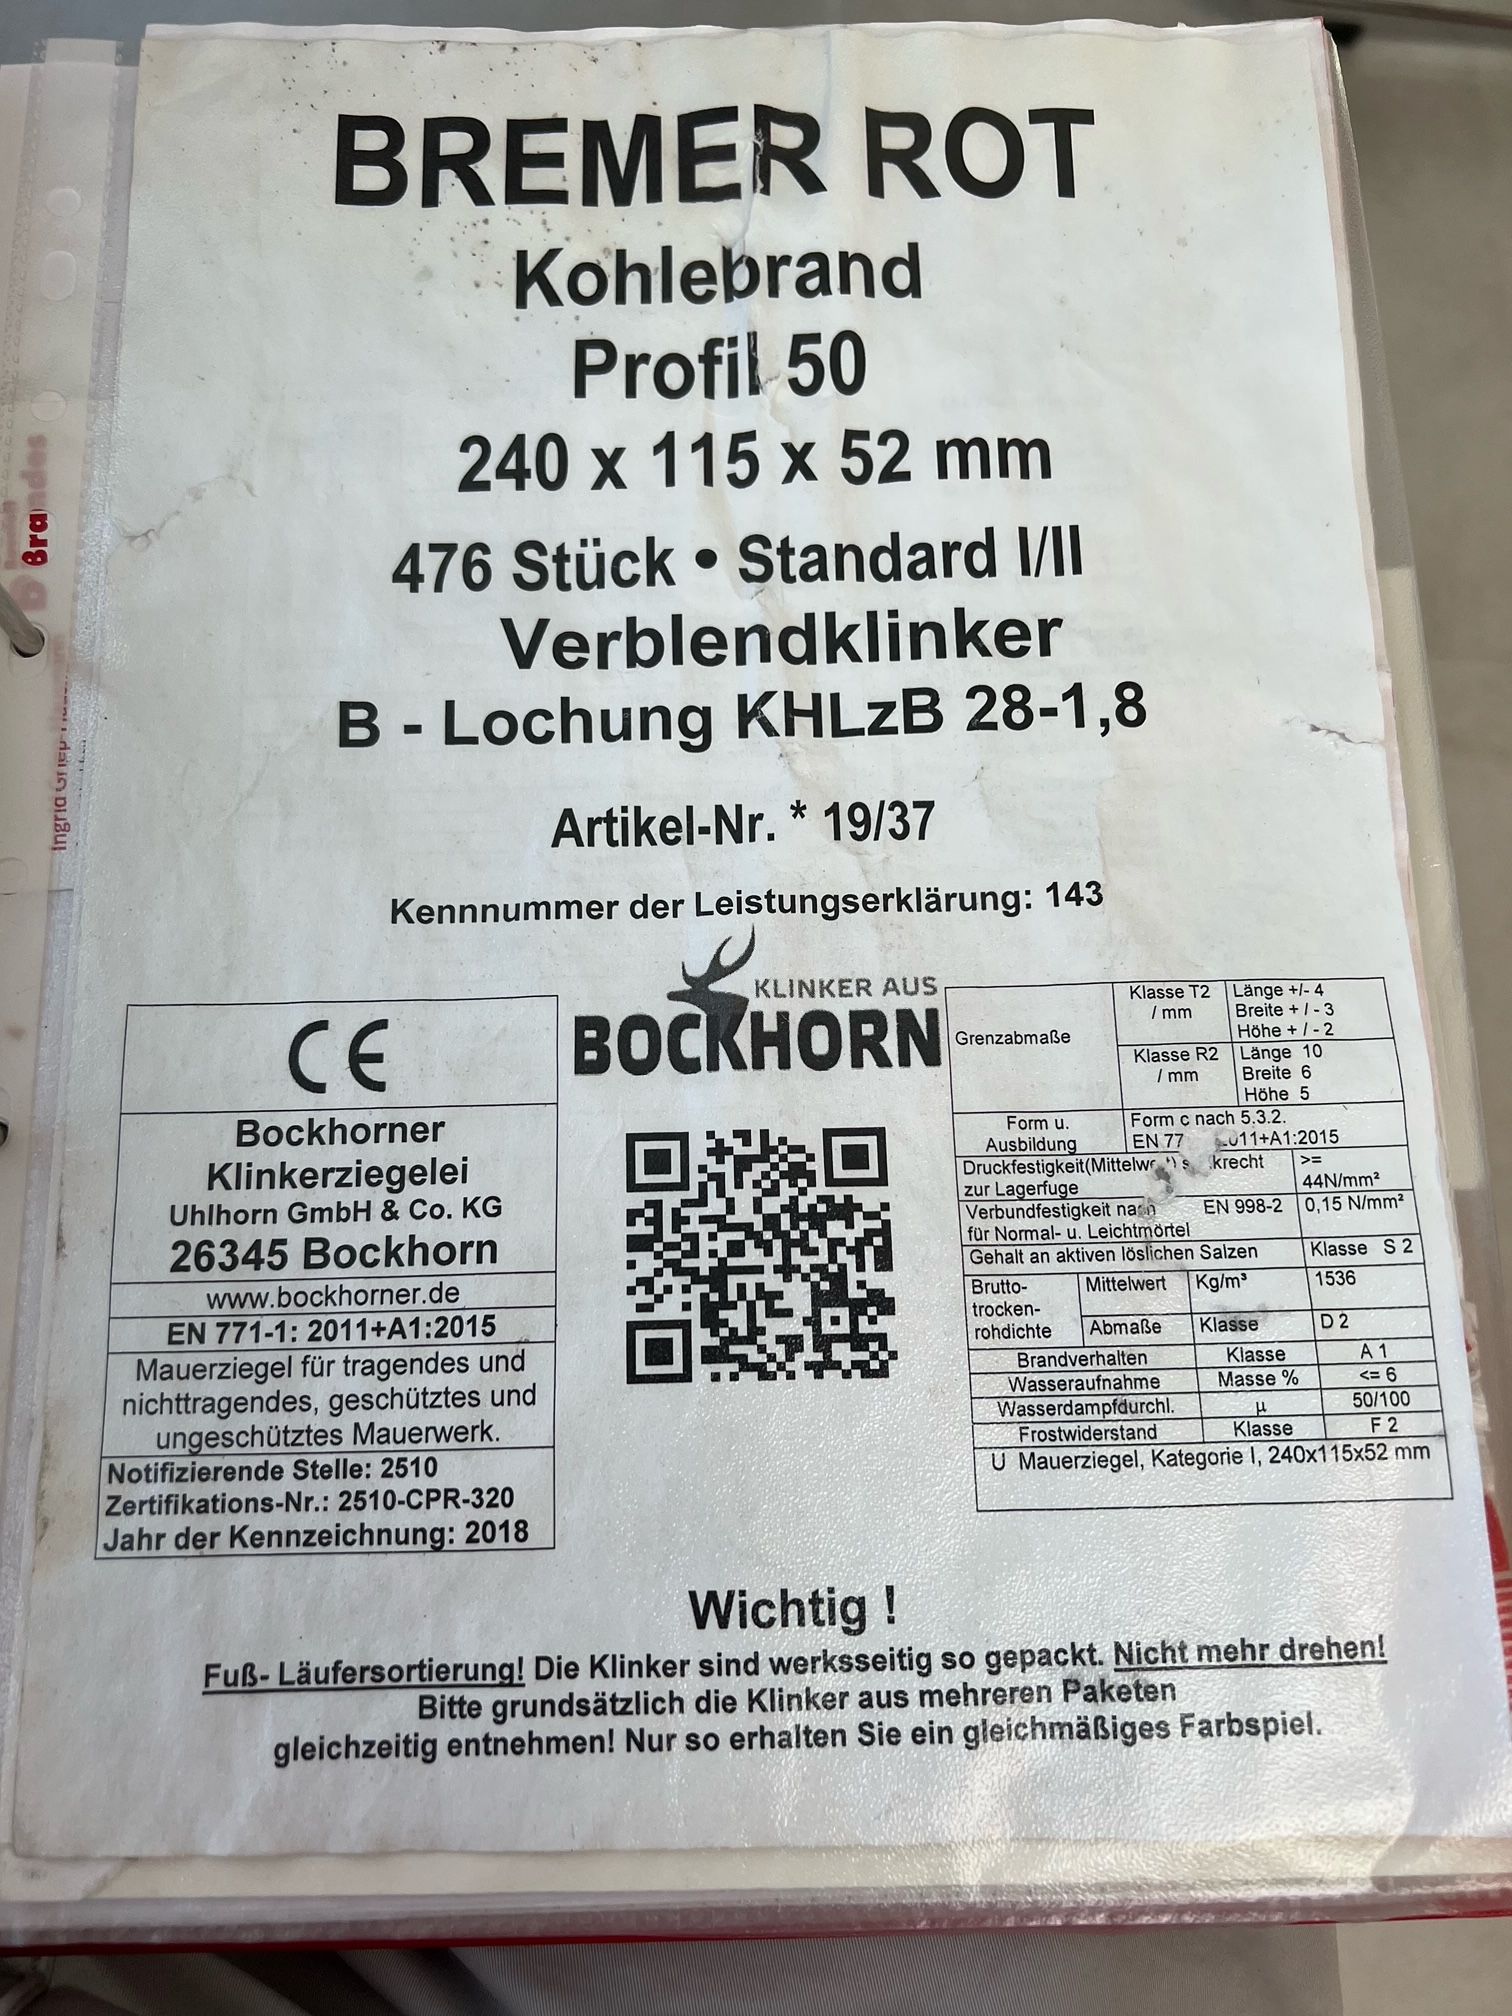 BREMER ROT
Kohlebrand
Profil 50
240 x 115 x 52 mm
476 Stück • Standard I/II
Verblendklinker
B - Lochung KHLzB 28-1,8
Artikel-Nr. * 19/37
Kennnummer der Leistungserklärung: 143
KLINKER AUS
BOCKHORN
CE
Bockhorner
Klinkerziegelei
Uhlhorn GmbH & Co. KG
26345 Bockhorn
www.bockhorner.de
EN 771-1: 2011+A1:2015
Mauerziegel für tragendes und
nichttragendes, geschütztes und
ungeschütztes Mauerwerk.
Notifizierende Stelle: 2510
Zertifikations-Nr.: 2510-CPR-320
Jahr der Kennzeichnung: 2018
Grenzabmaße
Klasse T2
/ mm
Länge +/- 4
Breite + / - 3
Höhe + / - 2
Klasse R2
/ mm
Länge 10
Breite 6
Höhe 5
Form u.
Ausbildung
Form c nach 5.3.2.
EN 77 2011+A1:2015
Druckfestigkeit(Mittelwert) senkrecht
zur Lagerfuge
>=
44N/mm²
Verbundfestigkeit nach EN 998-2
für Normal- u. Leichtmörtel
0,15 N/mm²
Gehalt an aktiven löslichen Salzen
Klasse S 2
Brutto-
trocken-
rohdichte
Mittelwert Kg/m³ 1536
Abmaße Klasse D 2
Brandverhalten Klasse A 1
Wasseraufnahme Masse % <= 6
Wasserdampfdurchl. µ 50/100
Frostwiderstand Klasse F 2
U Mauerziegel, Kategorie I, 240x115x52 mm
Wichtig !
Fuß- Läufersortierung! Die Klinker sind werksseitig so gepackt. Nicht mehr drehen!
Bitte grundsätzlich die Klinker aus mehreren Paketen
gleichzeitig entnehmen! Nur so erhalten Sie ein gleichmäßiges Farbspiel.
Brandes
Ingrid